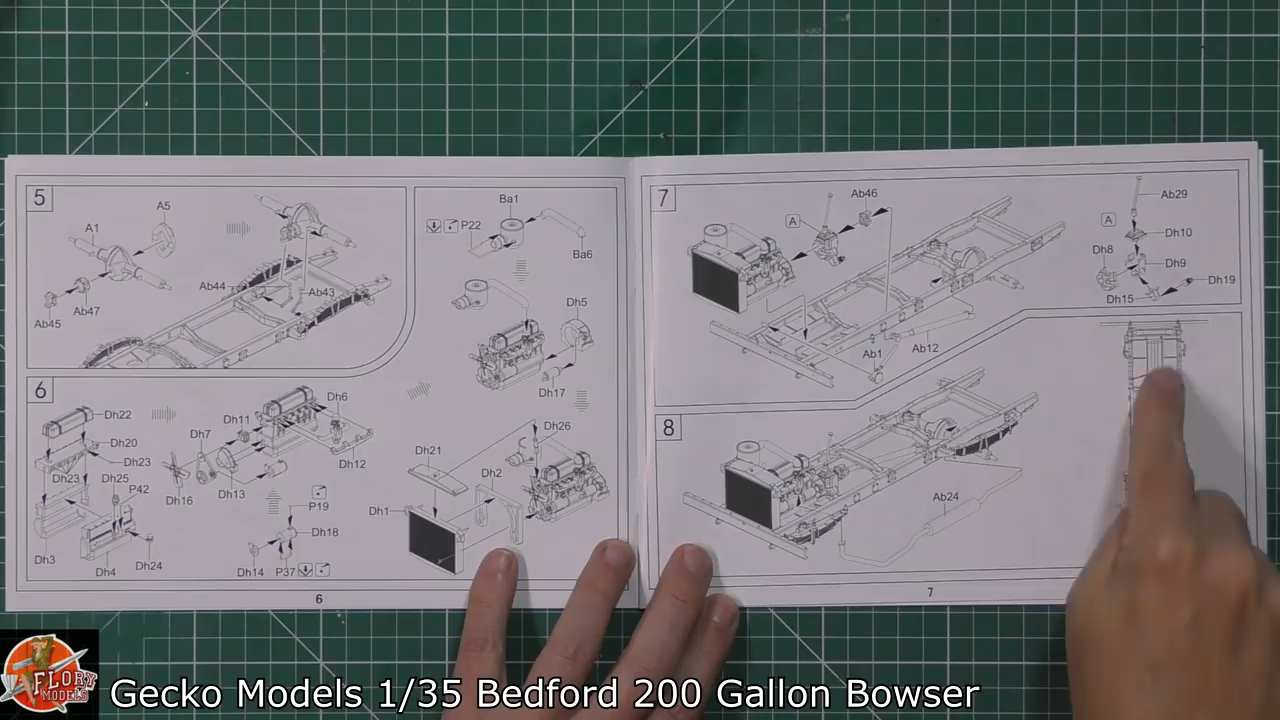 5
A5
A1
Ab44
Ab43
Ab47
Ab45
Ba1
P22
Ba6
Dh5
Dh17
6
Dh22
Dh20
Dh23
Dh23
Dh25
P42
Dh3
Dh4
Dh24
Dh11
Dh7
Dh6
Dh12
Dh16
Dh13
P19
Dh18
Dh14
P37
Dh21
Dh2
Dh26
Dh1
6
7
Ab46
A
Ab1
Ab12
A
Ab29
Dh10
Dh8
Dh9
Dh15
Dh19
8
Ab24
7
FLORY
MODELS
Gecko Models 1/35 Bedford 200 Gallon Bowser